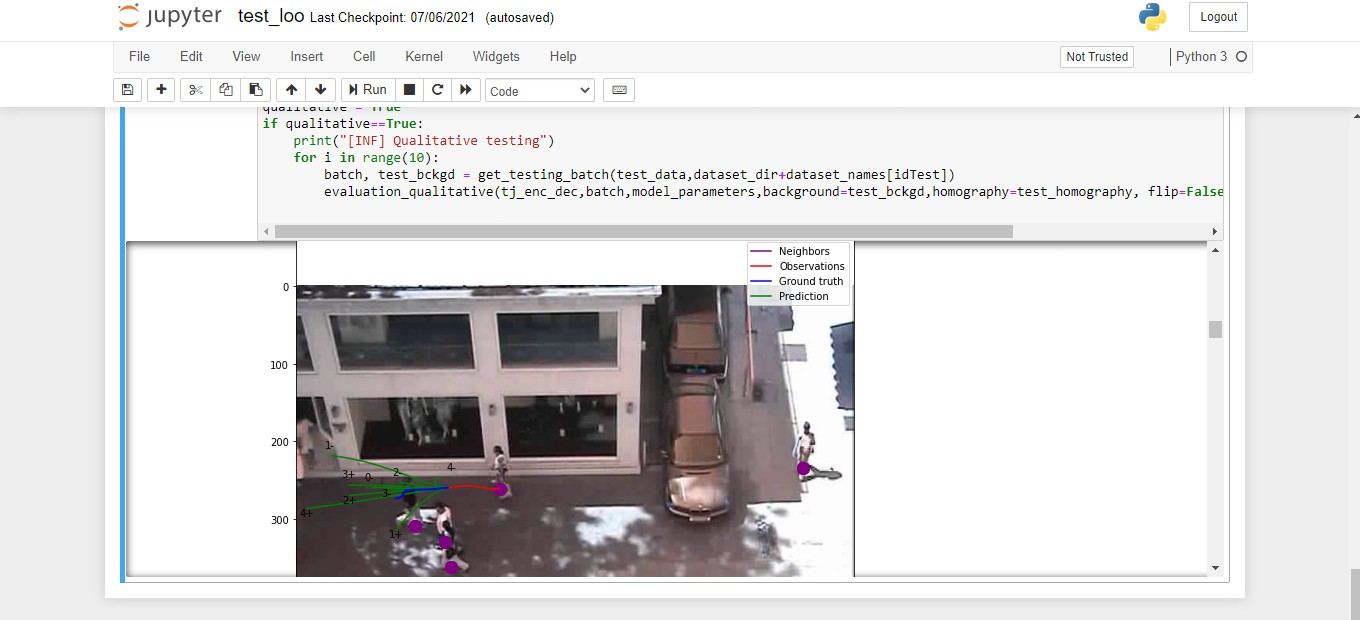 jupyter test_loo Last Checkpoint: 07/06/2021 (autosaved)
Logout
File Edit View Insert Cell Kernel Widgets Help
Not Trusted
Python 3
Run
Code
qualitative = True
if qualitative==True:
    print("[INF] Qualitative testing")
    for i in range(10):
        batch, test_bckgd = get_testing_batch(test_data,dataset_dir+dataset_names[idTest])
        evaluation_qualitative(tj_enc_dec,batch,model_parameters,background=test_bckgd,homography=test_homography, flip=False
Neighbors
Observations
Ground truth
Prediction
0
100
200
300
1-
4-
2-
3+
0-
3-
2+
4+
1+